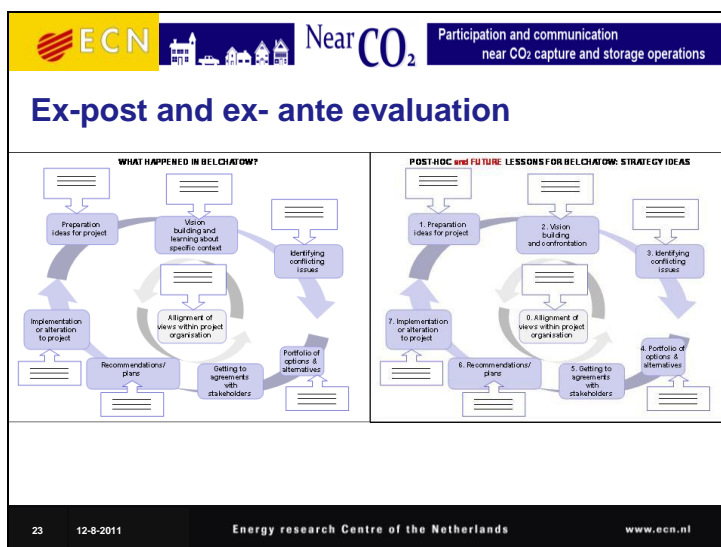 ECN
Near CO2
Participation and communication
near CO2 capture and storage operations
Ex-post and ex- ante evaluation
WHAT HAPPENED IN BELCHATOW?
Preparation
ideas for project
Vision
building and
learning about
specific context
Identifying
conflicting
issues
Allignment of
views within project
organisation
Implementation
or alteration
to project
Recommendations/
plans
Getting to
agreements
with
stakeholders
Portfolio of
options &
alternatives
POST-HOC and FUTURE LESSONS FOR BELCHATOW: STRATEGY IDEAS
1. Preparation
ideas for project
2. Vision
building
and confrontation
3. Identifying
conflicting
issues
0. Allignment of
views within project
organisation
7. Implementation
or alteration
to project
6. Recommendations/
plans
5. Getting to
agreements
with
stakeholders
4. Portfolio of
options &
alternatives
23 12-8-2011 Energy research Centre of the Netherlands www.ecn.nl